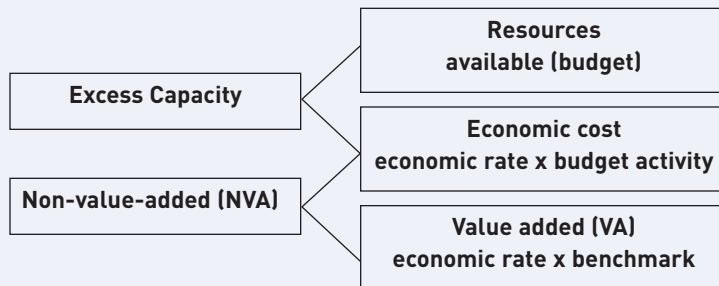 Resources
available (budget)
Excess Capacity
Economic cost
economic rate x budget activity
Non-value-added (NVA)
Value added (VA)
economic rate x benchmark